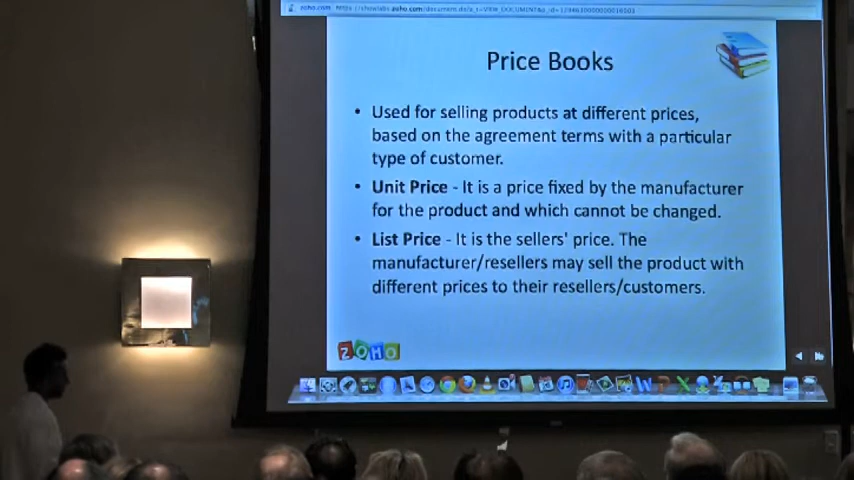 Price Books
• Used for selling products at different prices,
based on the agreement terms with a particular
type of customer.
• Unit Price - It is a price fixed by the manufacturer
for the product and which cannot be changed.
• List Price - It is the sellers' price. The
manufacturer/resellers may sell the product with
different prices to their resellers/customers.
ZOHO